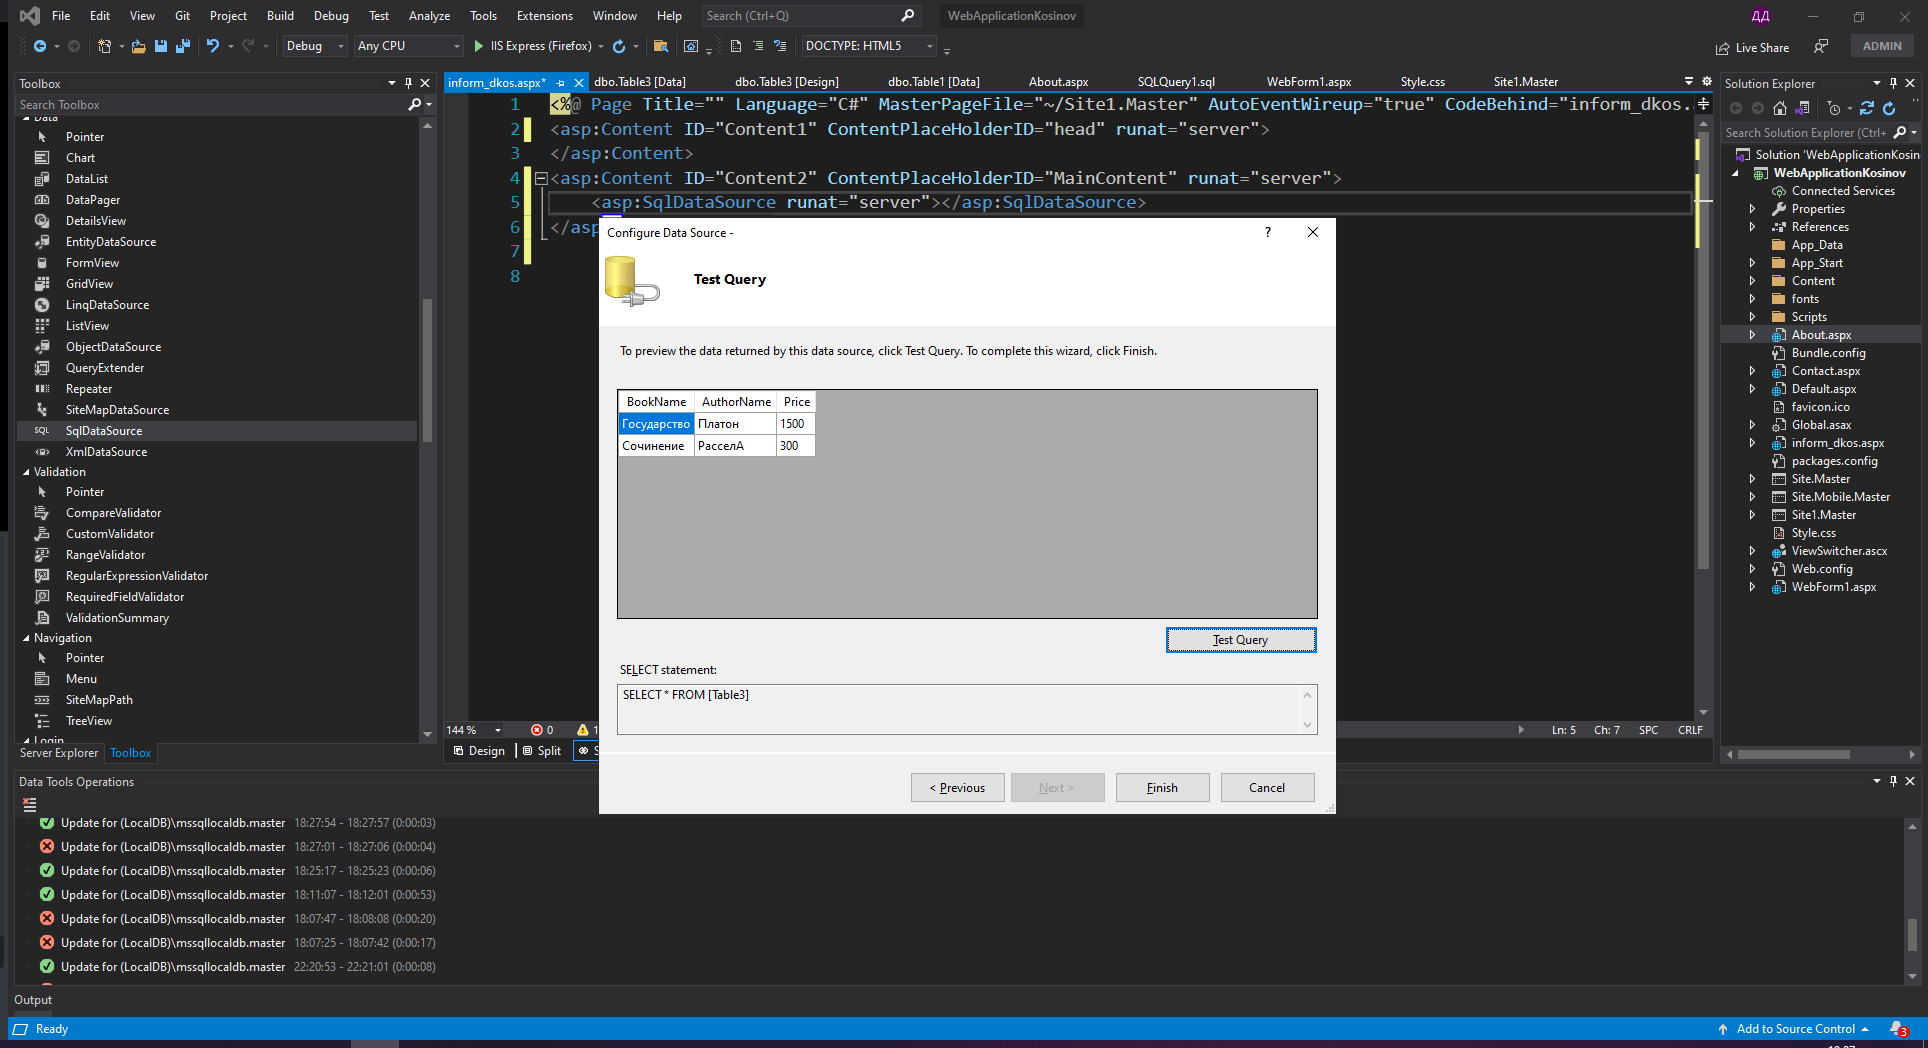 File Edit View Git Project Build Debug Test Analyze Tools Extensions Window Help Search (Ctrl+Q) WebApplicationKosinov ДД
Debug Any CPU IIS Express (Firefox) DOCTYPE: HTML5 Live Share ADMIN
Toolbox
Search Toolbox
Data
Pointer
Chart
DataList
DataPager
DetailsView
EntityDataSource
FormView
GridView
LinqDataSource
ListView
ObjectDataSource
QueryExtender
Repeater
SiteMapDataSource
SQL SqlDataSource
XmlDataSource
Validation
Pointer
CompareValidator
CustomValidator
RangeValidator
RegularExpressionValidator
RequiredFieldValidator
ValidationSummary
Navigation
Pointer
Menu
SiteMapPath
TreeView
Login
Server Explorer Toolbox
inform_dkos.aspx* dbo.Table3 [Data] dbo.Table3 [Design] dbo.Table1 [Data] About.aspx SQLQuery1.sql WebForm1.aspx Style.css Site1.Master
1 <%@ Page Title="" Language="C#" MasterPageFile="~/Site1.Master" AutoEventWireup="true" CodeBehind="inform_dkos.
2 <asp:Content ID="Content1" ContentPlaceHolderID="head" runat="server">
3 </asp:Content>
4 <asp:Content ID="Content2" ContentPlaceHolderID="MainContent" runat="server">
5 <asp:SqlDataSource runat="server"></asp:SqlDataSource>
6 </asp
7
8
Configure Data Source - ?
Test Query
To preview the data returned by this data source, click Test Query. To complete this wizard, click Finish.
BookName AuthorName Price
Государство Платон 1500
Сочинение РасселА 300
Test Query
SELECT statement:
SELECT * FROM [Table3]
< Previous Next > Finish Cancel
144 % 0 1 Ln: 5 Ch: 7 SPC CRLF
Design Split S
Solution Explorer
Search Solution Explorer (Ctrl+
Solution 'WebApplicationKosin
WebApplicationKosinov
Connected Services
Properties
References
App_Data
App_Start
Content
fonts
Scripts
About.aspx
Bundle.config
Contact.aspx
Default.aspx
favicon.ico
Global.asax
inform_dkos.aspx
packages.config
Site.Master
Site.Mobile.Master
Site1.Master
Style.css
ViewSwitcher.ascx
Web.config
WebForm1.aspx
Data Tools Operations
Update for (LocalDB)\mssqllocaldb.master 18:27:54 - 18:27:57 (0:00:03)
Update for (LocalDB)\mssqllocaldb.master 18:27:01 - 18:27:06 (0:00:04)
Update for (LocalDB)\mssqllocaldb.master 18:25:17 - 18:25:23 (0:00:06)
Update for (LocalDB)\mssqllocaldb.master 18:11:07 - 18:12:01 (0:00:53)
Update for (LocalDB)\mssqllocaldb.master 18:07:47 - 18:08:08 (0:00:20)
Update for (LocalDB)\mssqllocaldb.master 18:07:25 - 18:07:42 (0:00:17)
Update for (LocalDB)\mssqllocaldb.master 22:20:53 - 22:21:01 (0:00:08)
Output
Ready Add to Source Control 3